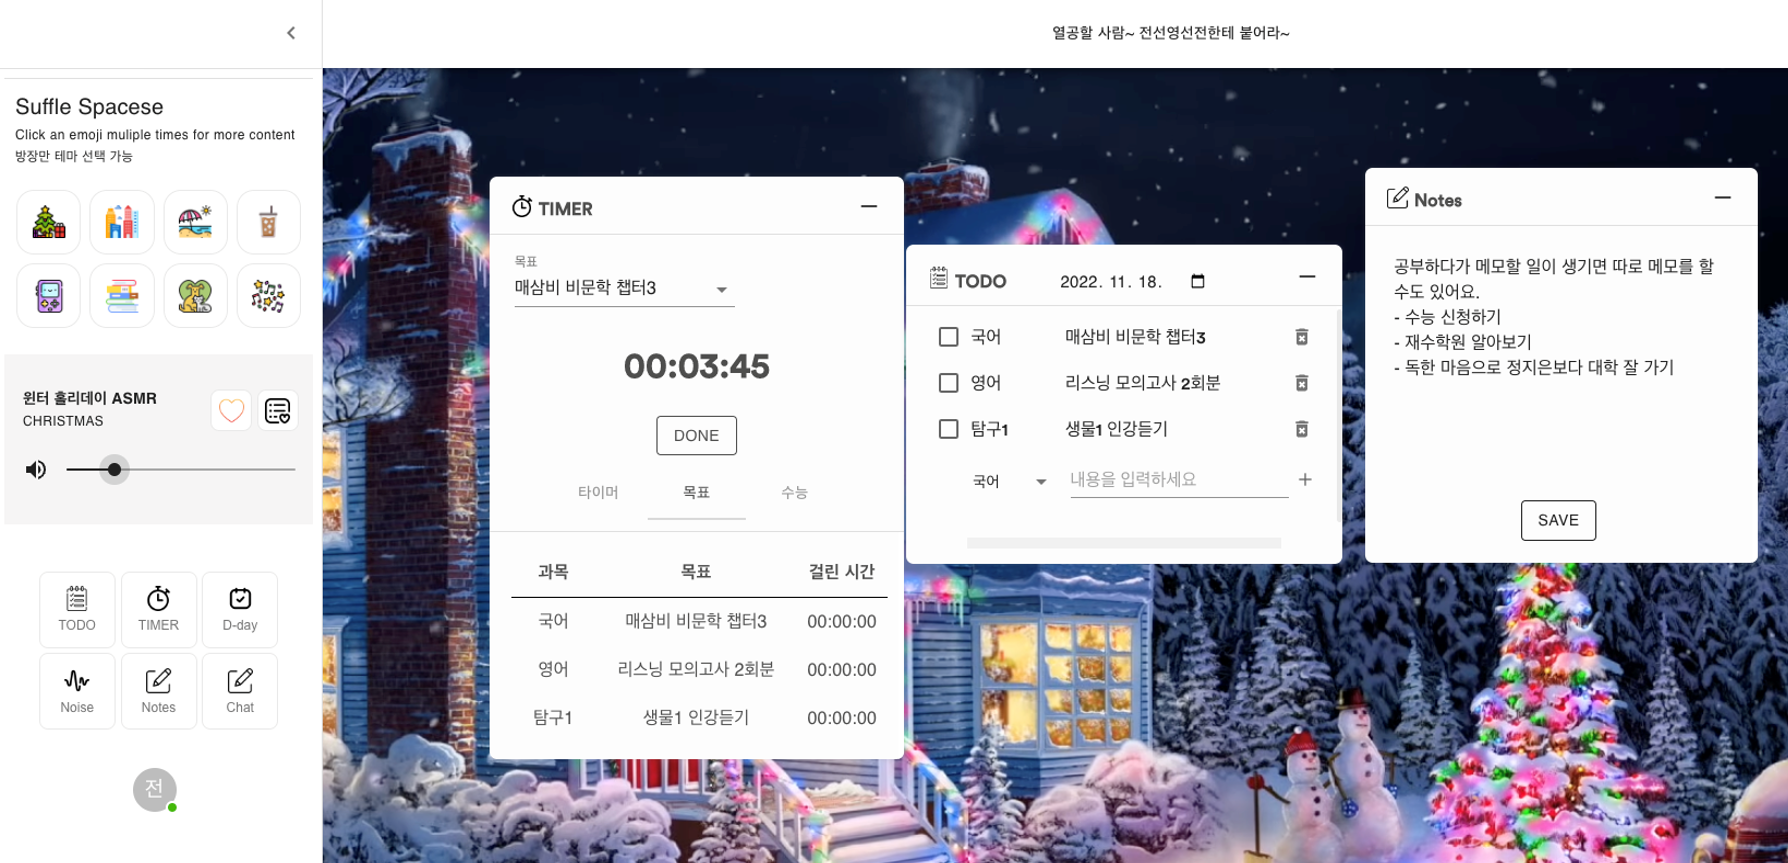 열공할 사람~ 전선영선전한테 붙어라~
Suffle Spacese
Click an emoji muliple times for more content
방장만 테마 선택 가능
윈터 홀리데이 ASMR
CHRISTMAS
TODO
TIMER
D-day
Noise
Notes
Chat
전
TIMER
목표
매삼비 비문학 챕터3
00:03:45
DONE
타이머 목표 수능
과목 목표 걸린 시간
국어 매삼비 비문학 챕터3 00:00:00
영어 리스닝 모의고사 2회분 00:00:00
탐구1 생물1 인강듣기 00:00:00
TODO 2022. 11. 18.
국어 매삼비 비문학 챕터3
영어 리스닝 모의고사 2회분
탐구1 생물1 인강듣기
국어 내용을 입력하세요
Notes
공부하다가 메모할 일이 생기면 따로 메모를 할
수도 있어요.
- 수능 신청하기
- 재수학원 알아보기
- 독한 마음으로 정지은보다 대학 잘 가기
SAVE